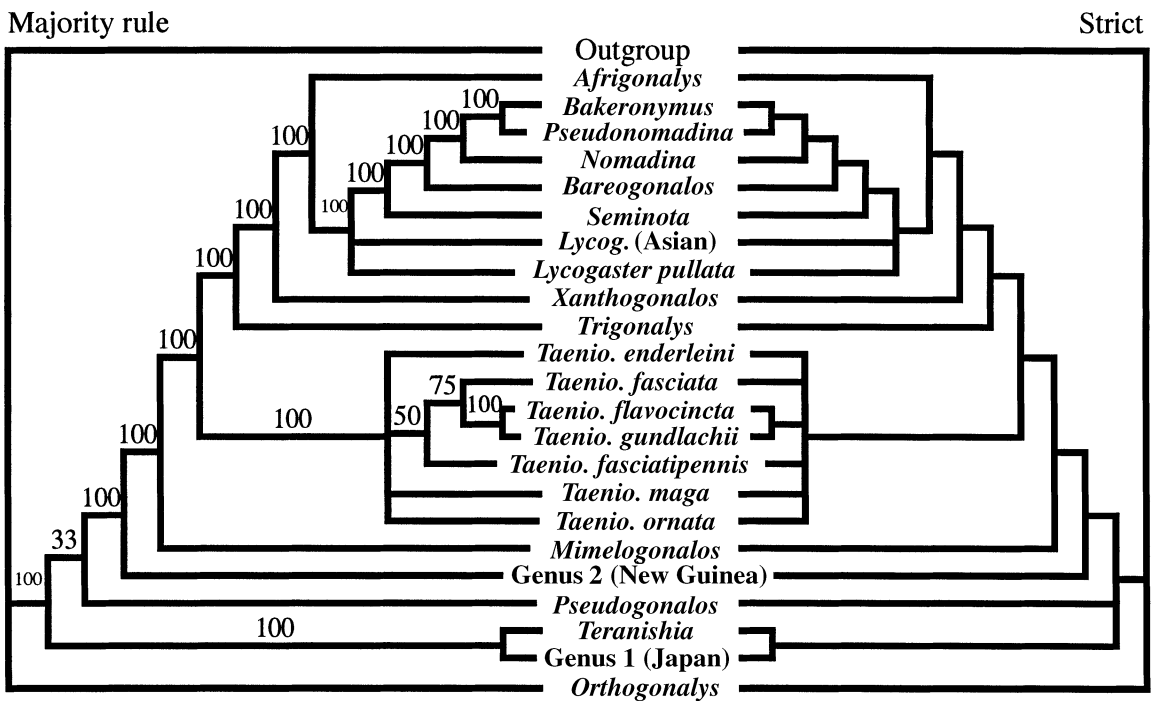 Majority rule
Strict
Outgroup
Afrigonalys
100
Bakeronymus
100
Pseudonomadina
100
100
Nomadina
100
Bareogonalos
100
100
Seminota
Lycog. (Asian)
100
Lycogaster pullata
Xanthogonalos
Trigonalys
100
Taenio. enderleini
75
Taenio. fasciata
100
50
100
Taenio. flavocincta
100
Taenio. gundlachii
Taenio. fasciatipennis
100
Taenio. maga
Taenio. ornata
33
Mimelogonalos
100
Genus 2 (New Guinea)
Pseudogonalos
100
Teranishia
Genus 1 (Japan)
Orthogonalys